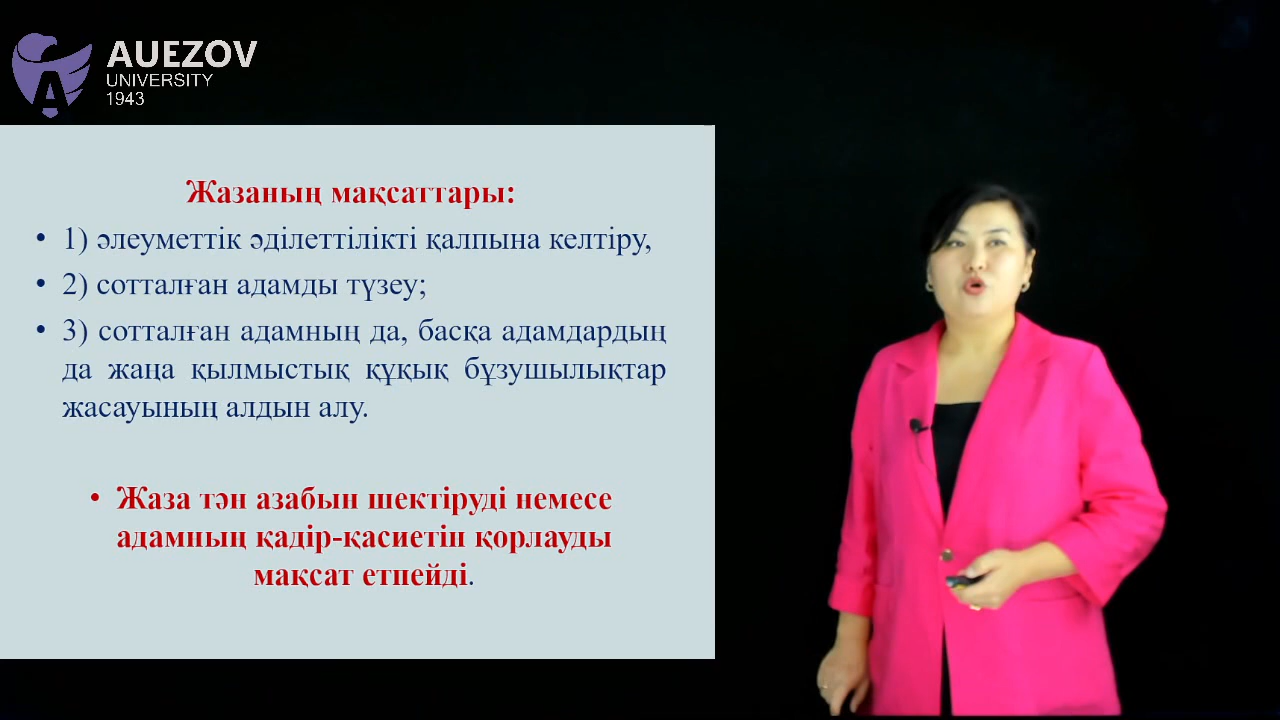 AUEZOV
UNIVERSITY
1943
Жазаның мақсаттары:
• 1) әлеуметтік әділеттілікті қалпына келтіру,
• 2) сотталған адамды түзеу;
• 3) сотталған адамның да, басқа адамдардың
да жаңа қылмыстық құқық бұзушылықтар
жасауының алдын алу.
• Жаза тән азабын шектіруді немесе
адамның қадір-қасиетін қорлауды
мақсат етпейді.